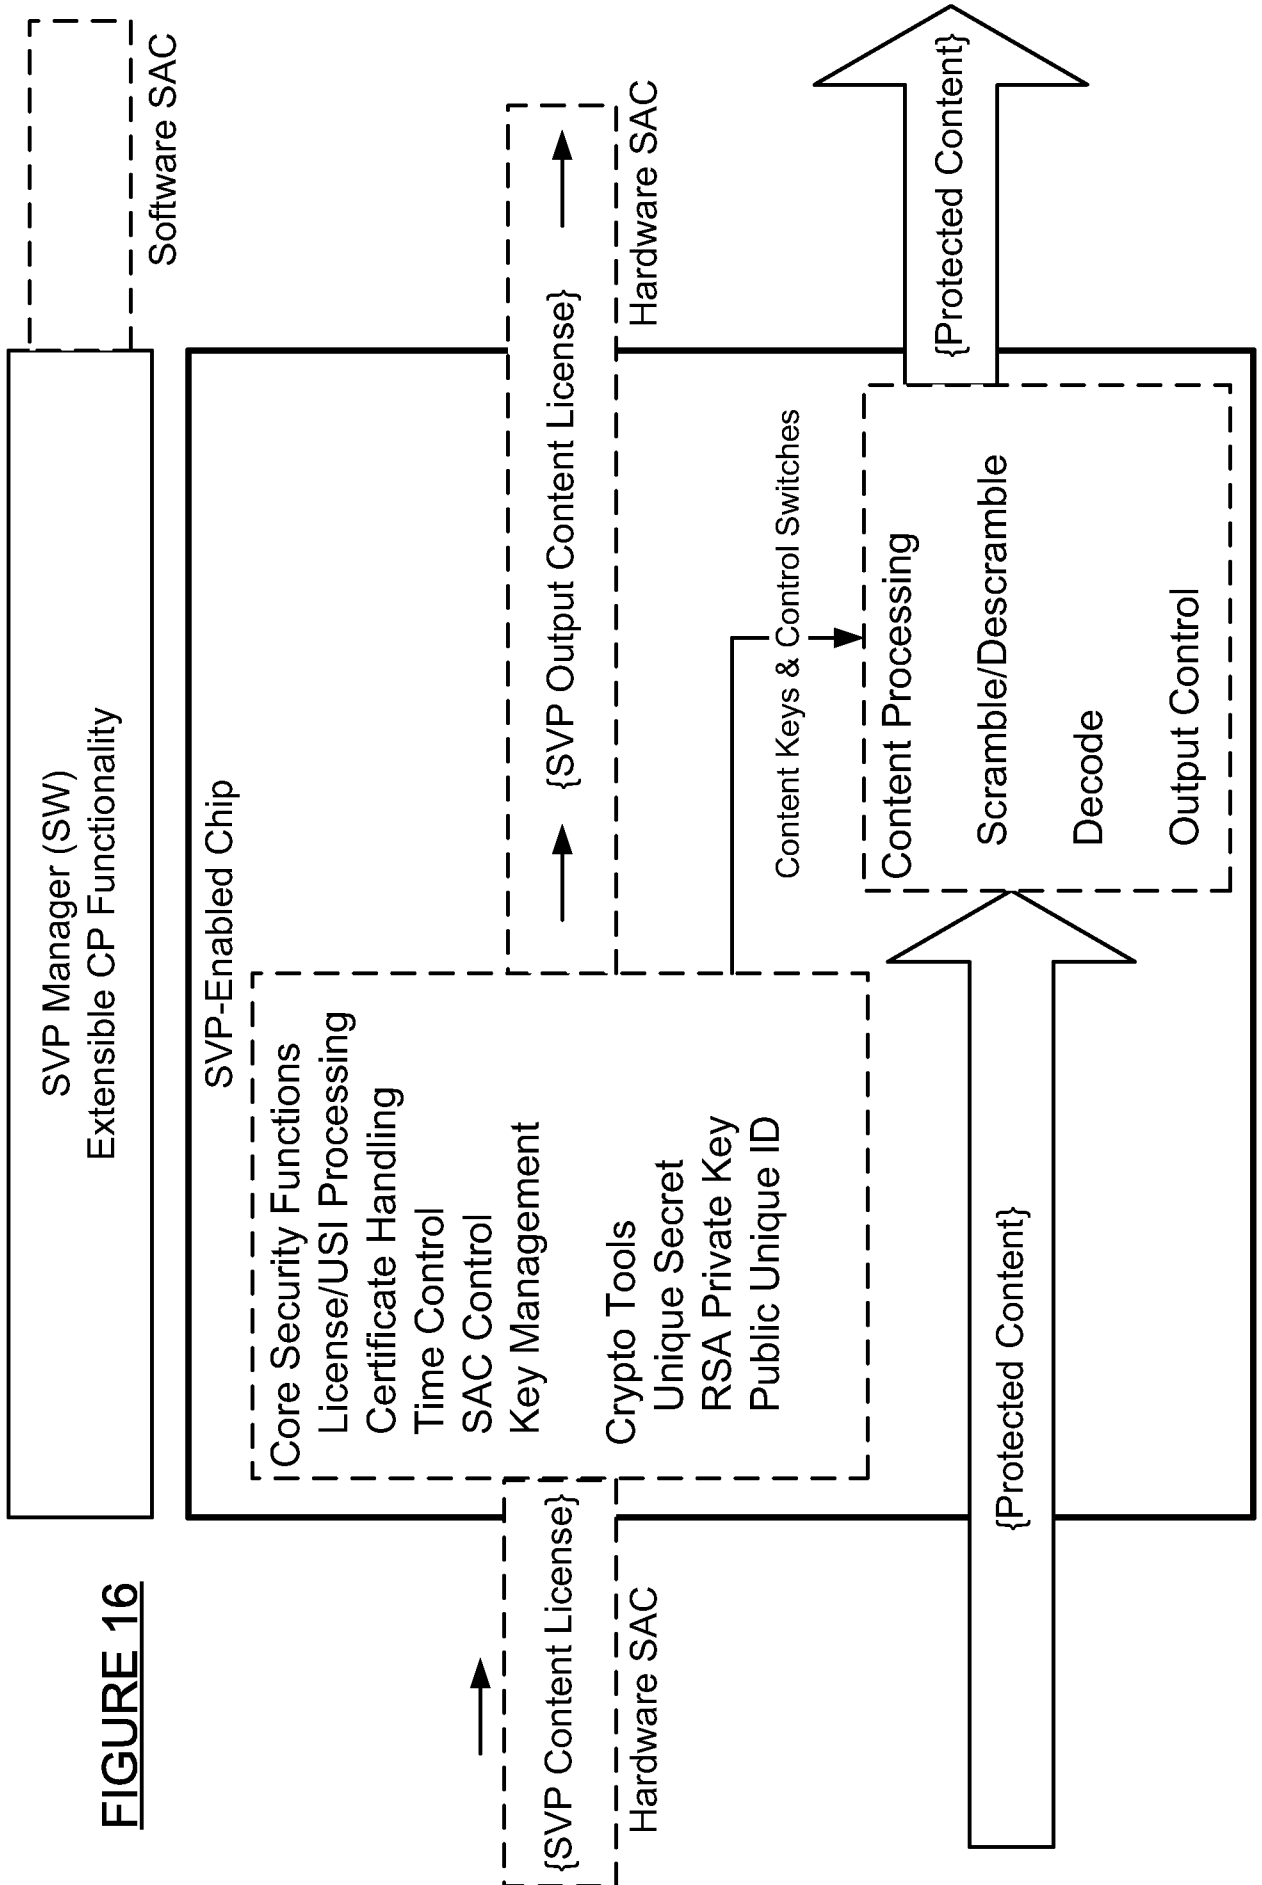 FIGURE 16
SVP Manager (SW)
Extensible CP Functionality
Software SAC
SVP-Enabled Chip
Core Security Functions
License/USI Processing
Certificate Handling
Time Control
SAC Control
Key Management
Crypto Tools
Unique Secret
RSA Private Key
Public Unique ID
{SVP Content License}
Hardware SAC
{SVP Output Content License}
Hardware SAC
Content Keys & Control Switches
Content Processing
Scramble/Descramble
Decode
Output Control
{Protected Content}
{Protected Content}